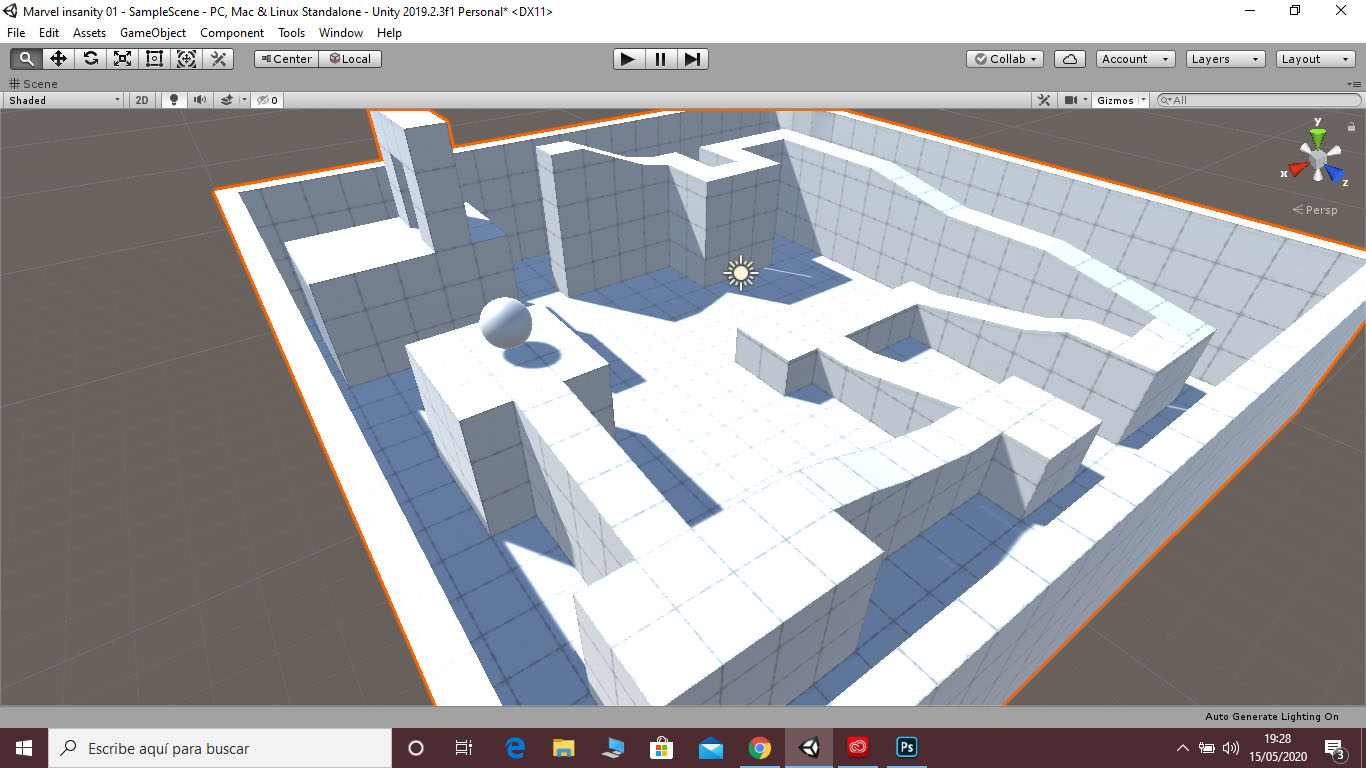 Marvel insanity 01 - SampleScene - PC, Mac & Linux Standalone - Unity 2019.2.3f1 Personal* <DX11>
File Edit Assets GameObject Component Tools Window Help
Center Local Collab Account Layers Layout
Scene
Shaded 2D 0 Gizmos All
y
x
z
Persp
Auto Generate Lighting On
Escribe aquí para buscar
Ps
19:28
15/05/2020
3